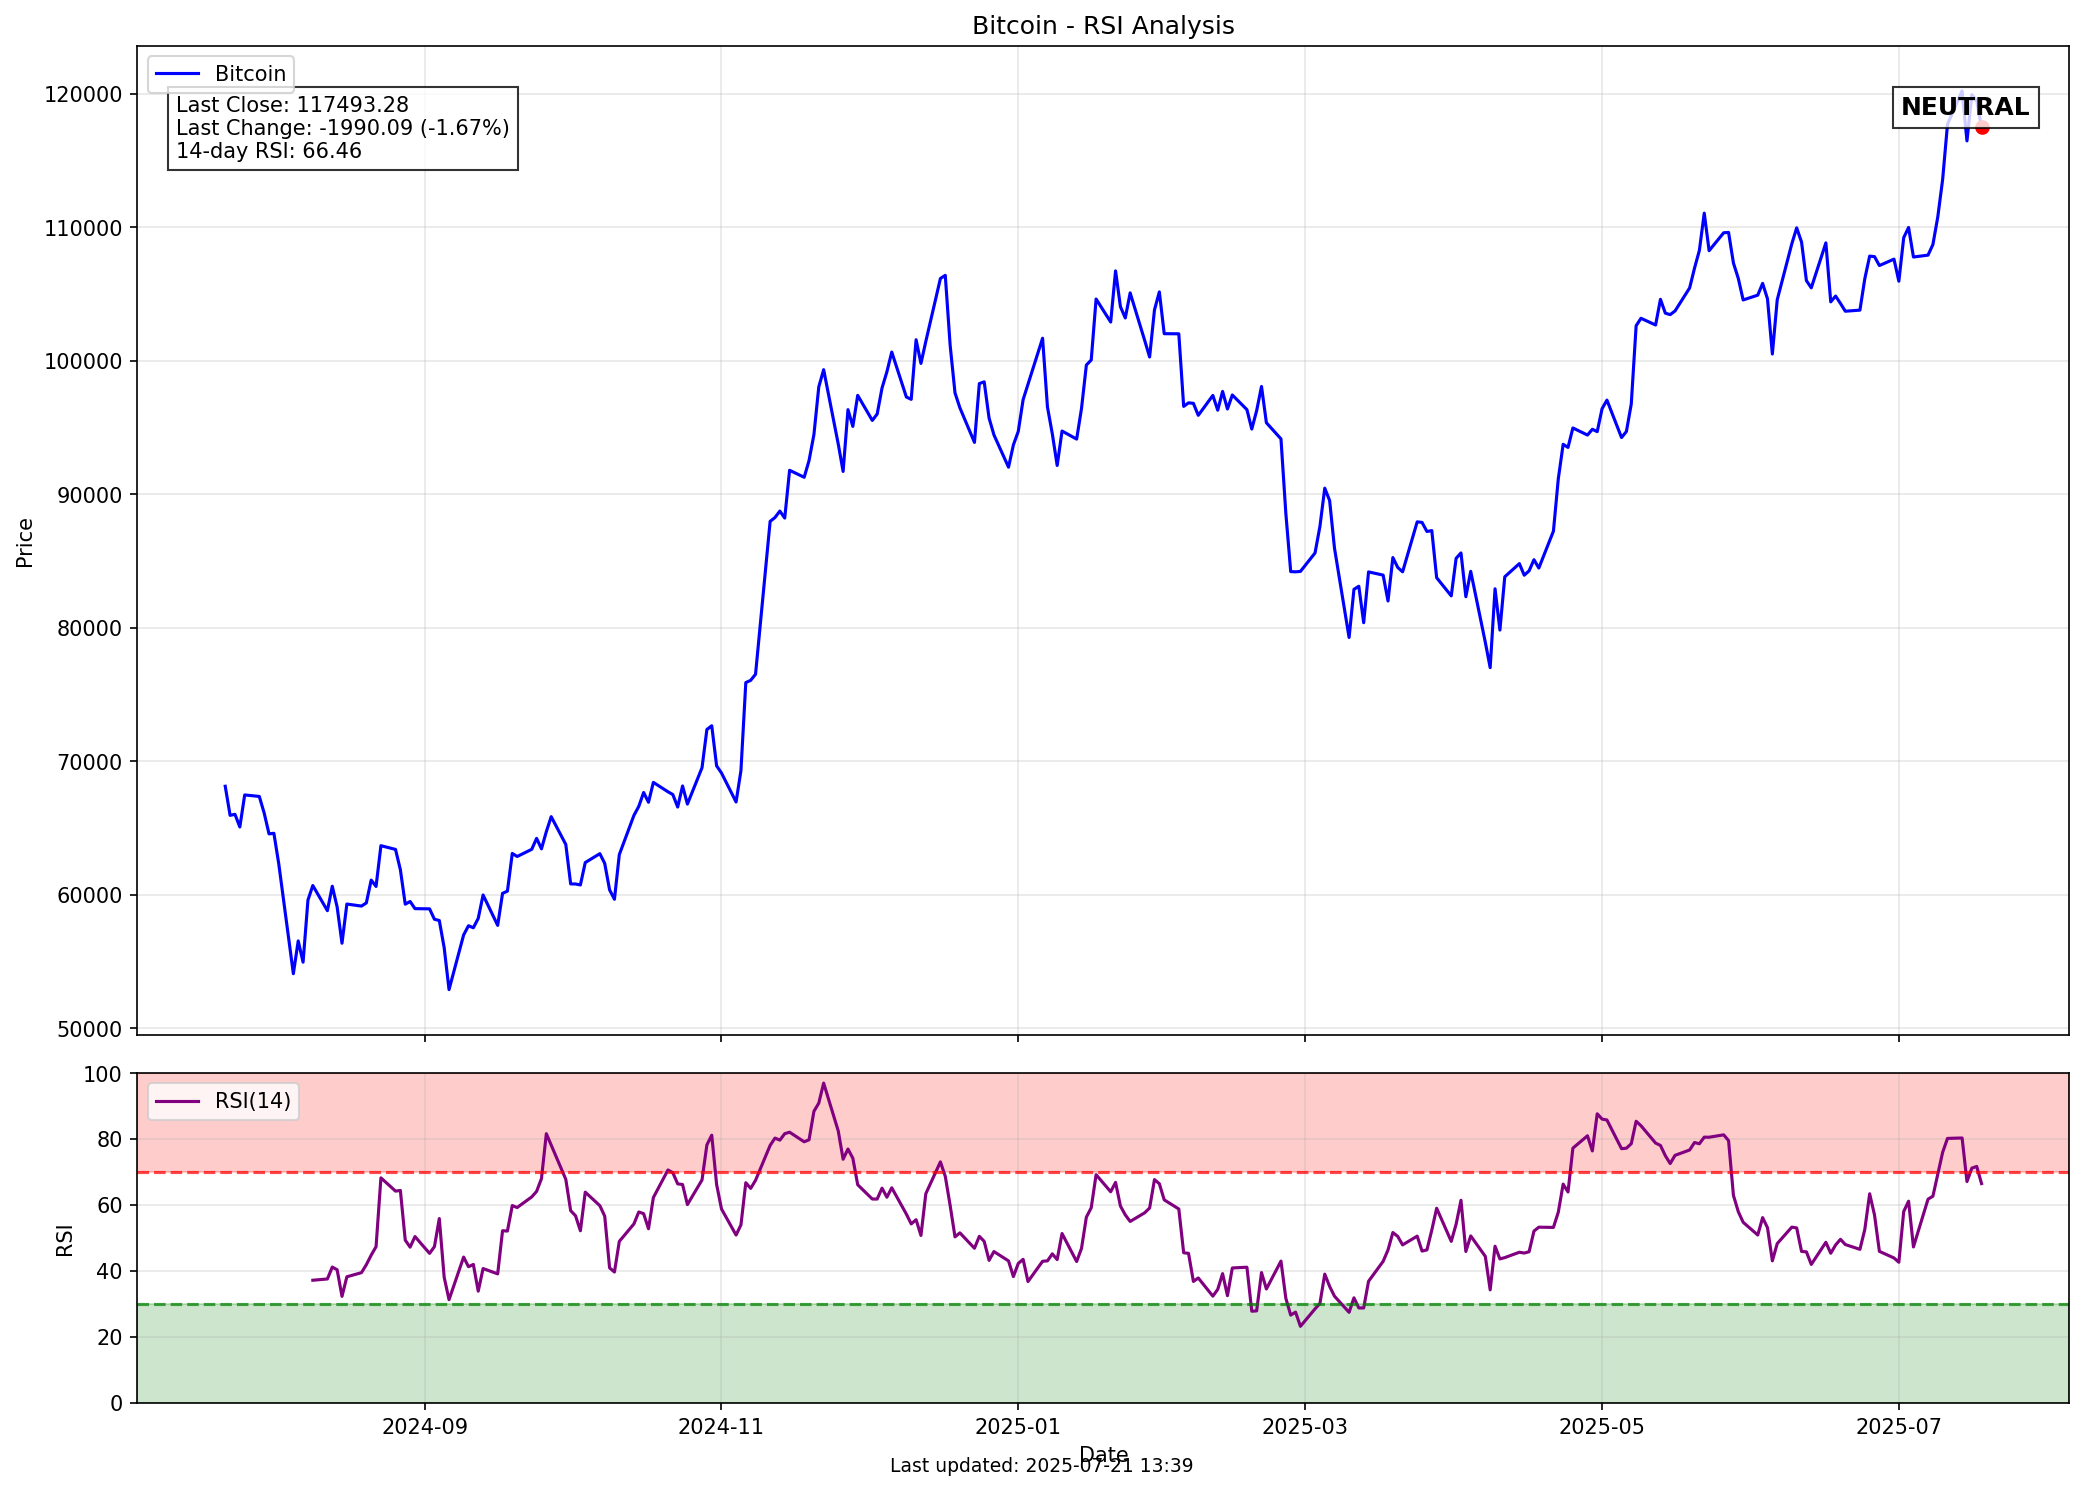 Bitcoin - RSI Analysis
Bitcoin
Last Close: 117493.28
Last Change: -1990.09 (-1.67%)
14-day RSI: 66.46
NEUTRAL
Price
120000
110000
100000
90000
80000
70000
60000
50000
RSI(14)
RSI
100
80
60
40
20
0
2024-09
2024-11
2025-01
2025-03
2025-05
2025-07
Date
Last updated: 2025-07-21 13:39